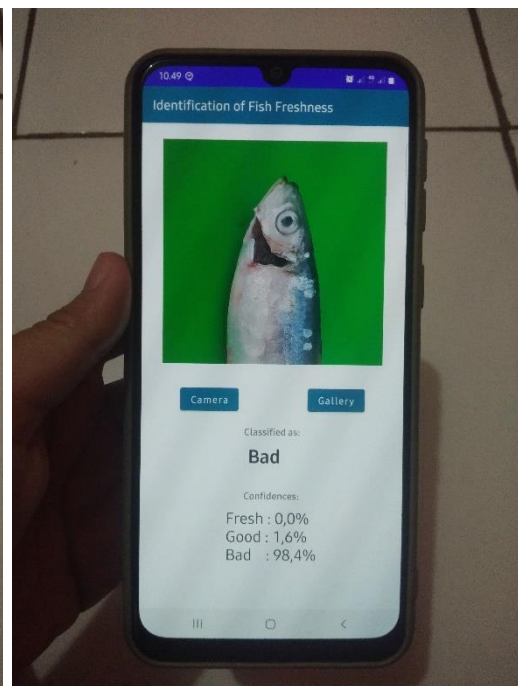 10.49
Identification of Fish Freshness
Camera
Gallery
Classified as:
Bad
Confidences:
Fresh : 0,0%
Good : 1,6%
Bad : 98,4%